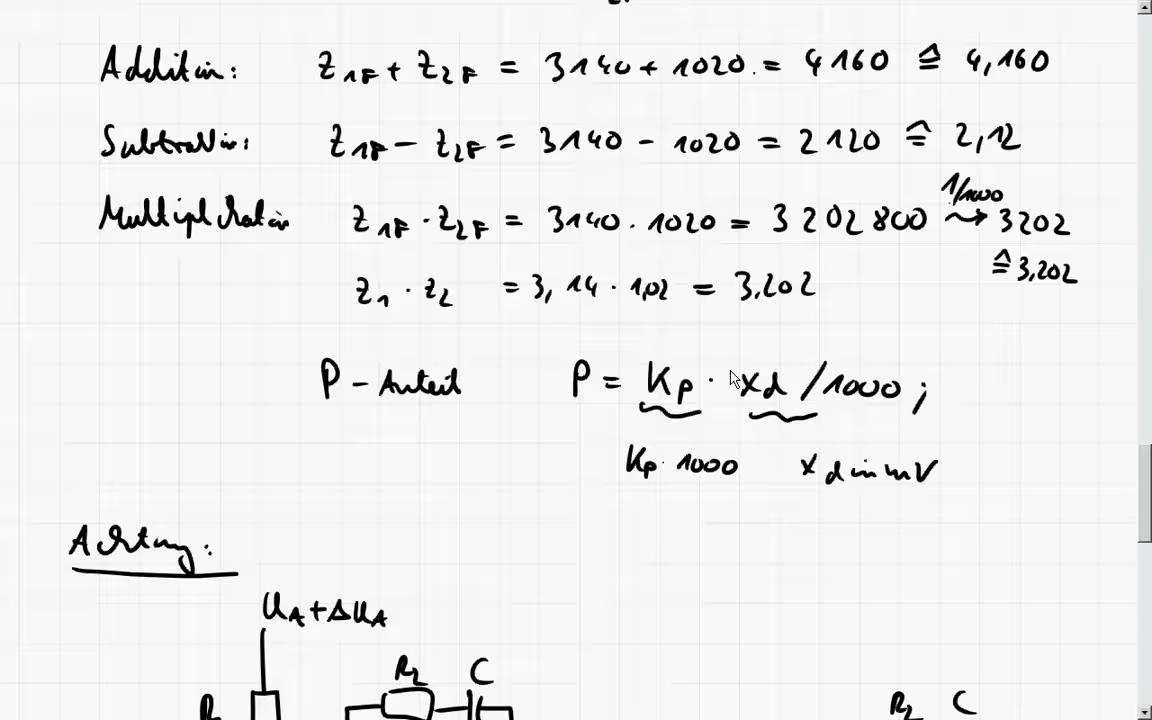 Addition: Z1F + Z2F = 3140 + 1020 = 4160 ≙ 4,160
Subtraktion: Z1F − Z2F = 3140 − 1020 = 2120 ≙ 2,12
Multiplikation Z1F · Z2F = 3140 · 1020 = 3202800 1/1000 ⇝ 3202
≙ 3,202
Z1 · Z2 = 3,14 · 1,02 = 3,202
P − Anteil P = Kp · xd / 1000 ;
Kp · 1000 xd in mV
Achtung:
UA + ΔUA
R2 C
R2 C